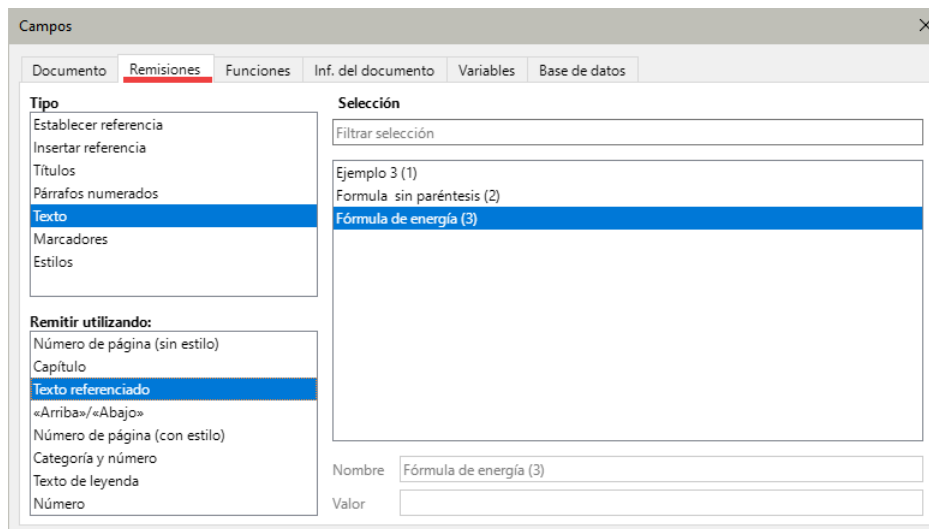 Campos
Documento Remisiones Funciones Inf. del documento Variables Base de datos
Tipo
Establecer referencia
Insertar referencia
Títulos
Párrafos numerados
Texto
Marcadores
Estilos
Remitir utilizando:
Número de página (sin estilo)
Capítulo
Texto referenciado
«Arriba»/«Abajo»
Número de página (con estilo)
Categoría y número
Texto de leyenda
Número
Selección
Filtrar selección
Ejemplo 3 (1)
Formula  sin paréntesis (2)
Fórmula de energía (3)
Nombre Fórmula de energía (3)
Valor